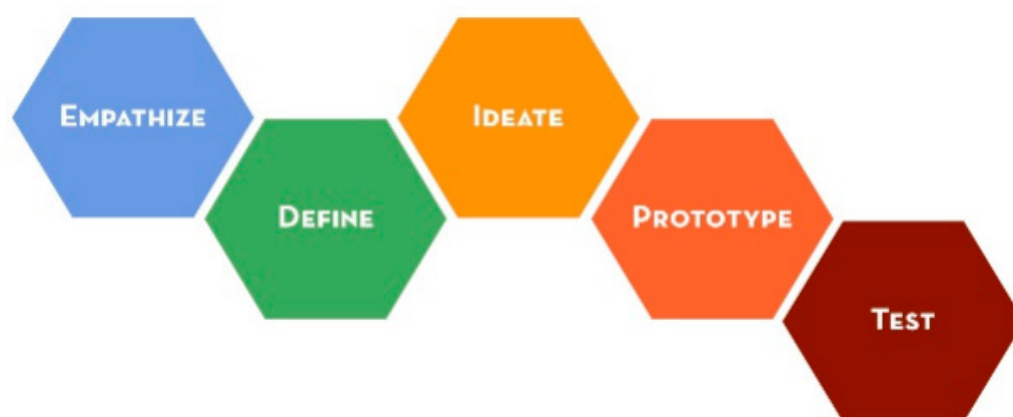 EMPATHIZE
DEFINE
IDEATE
PROTOTYPE
TEST